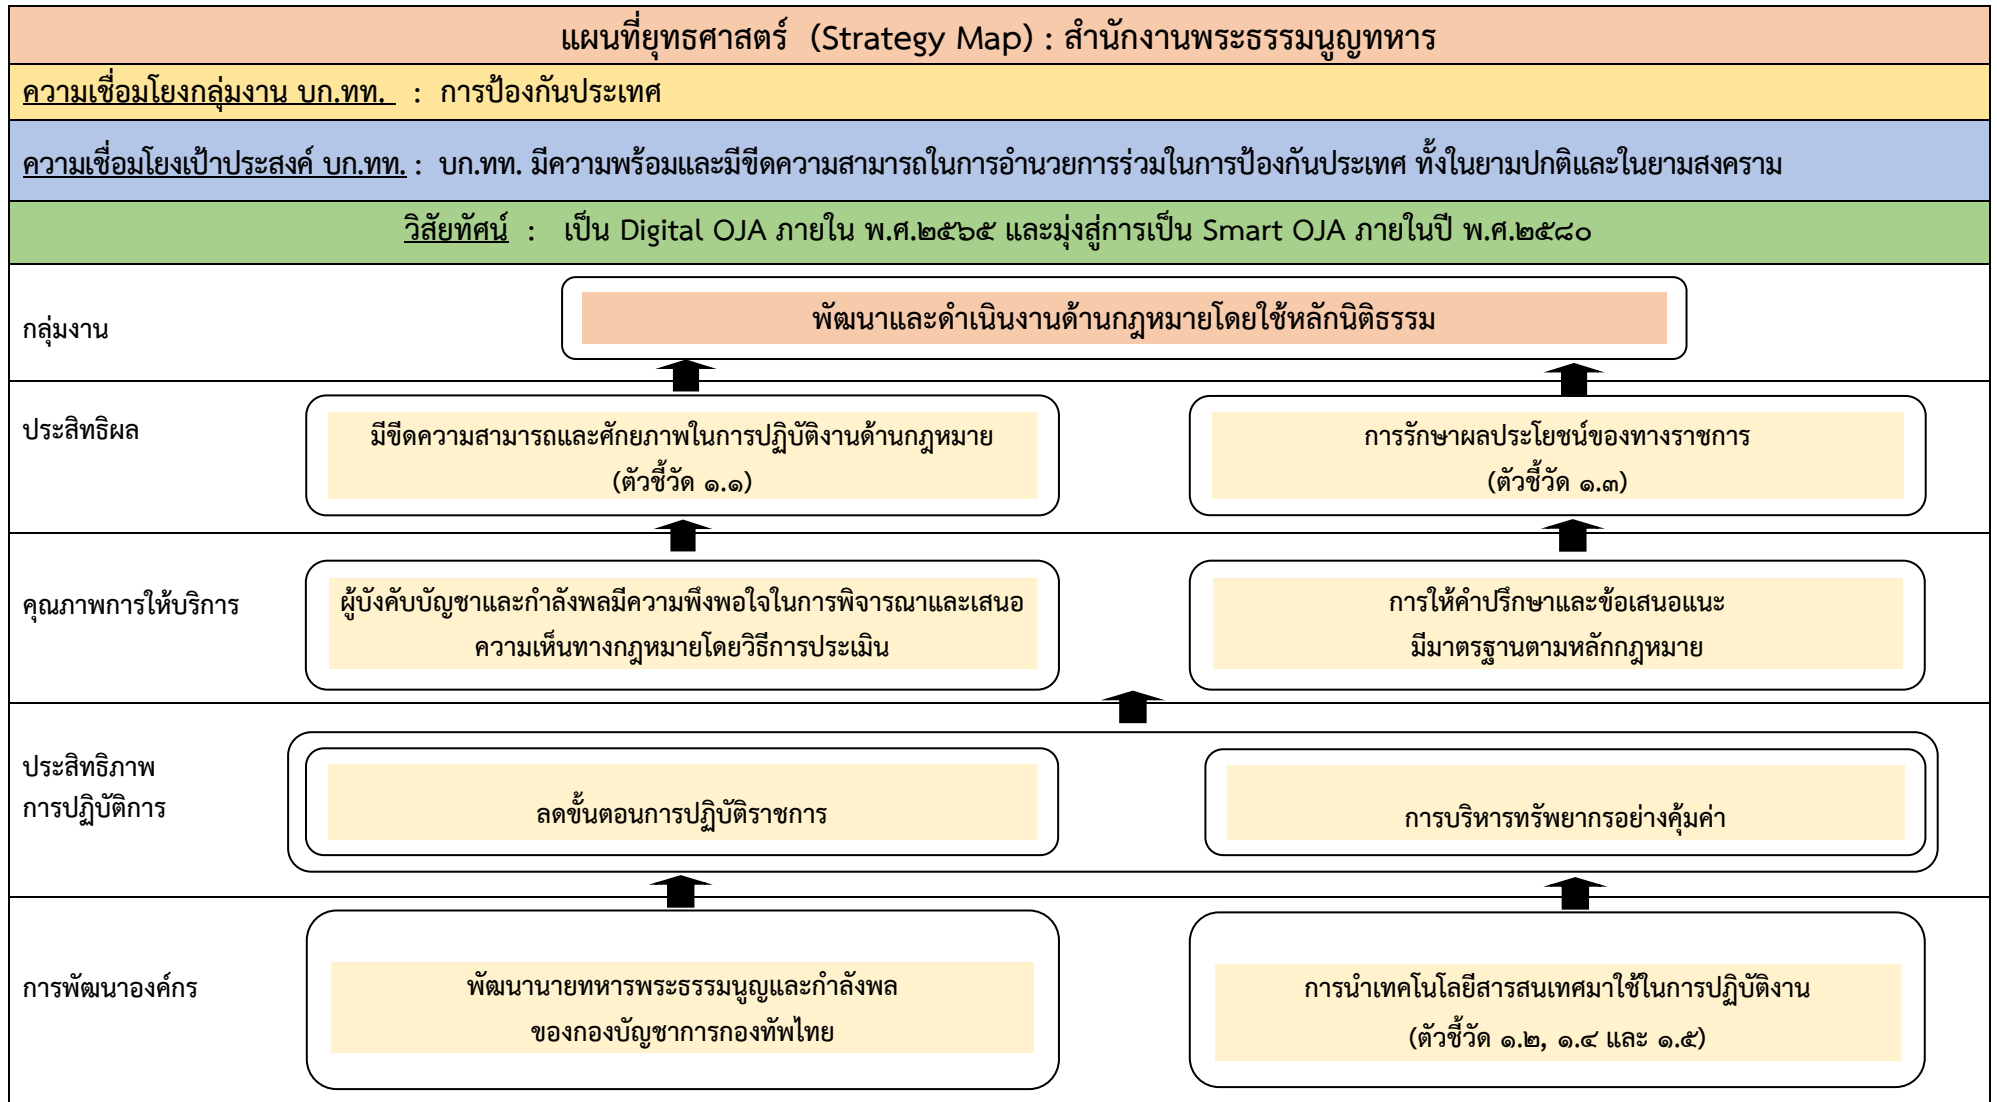 แผนที่ยุทธศาสตร์ (Strategy Map) : สำนักงานพระธรรมนูญทหาร
ความเชื่อมโยงกลุ่มงาน บก.ทท. : การป้องกันประเทศ
ความเชื่อมโยงเป้าประสงค์ บก.ทท. : บก.ทท. มีความพร้อมและมีขีดความสามารถในการอำนวยการร่วมในการป้องกันประเทศ ทั้งในยามปกติและในยามสงคราม
วิสัยทัศน์ : เป็น Digital OJA ภายใน พ.ศ.๒๕๖๕ และมุ่งสู่การเป็น Smart OJA ภายในปี พ.ศ.๒๕๘๐
กลุ่มงาน
พัฒนาและดำเนินงานด้านกฎหมายโดยใช้หลักนิติธรรม
ประสิทธิผล
มีขีดความสามารถและศักยภาพในการปฏิบัติงานด้านกฎหมาย
(ตัวชี้วัด ๑.๑)
การรักษาผลประโยชน์ของทางราชการ
(ตัวชี้วัด ๑.๓)
คุณภาพการให้บริการ
ผู้บังคับบัญชาและกำลังพลมีความพึงพอใจในการพิจารณาและเสนอ
ความเห็นทางกฎหมายโดยวิธีการประเมิน
การให้คำปรึกษาและข้อเสนอแนะ
มีมาตรฐานตามหลักกฎหมาย
ประสิทธิภาพ
การปฏิบัติการ
ลดขั้นตอนการปฏิบัติราชการ
การบริหารทรัพยากรอย่างคุ้มค่า
การพัฒนาองค์กร
พัฒนานายทหารพระธรรมนูญและกำลังพล
ของกองบัญชาการกองทัพไทย
การนำเทคโนโลยีสารสนเทศมาใช้ในการปฏิบัติงาน
(ตัวชี้วัด ๑.๒, ๑.๔ และ ๑.๕)